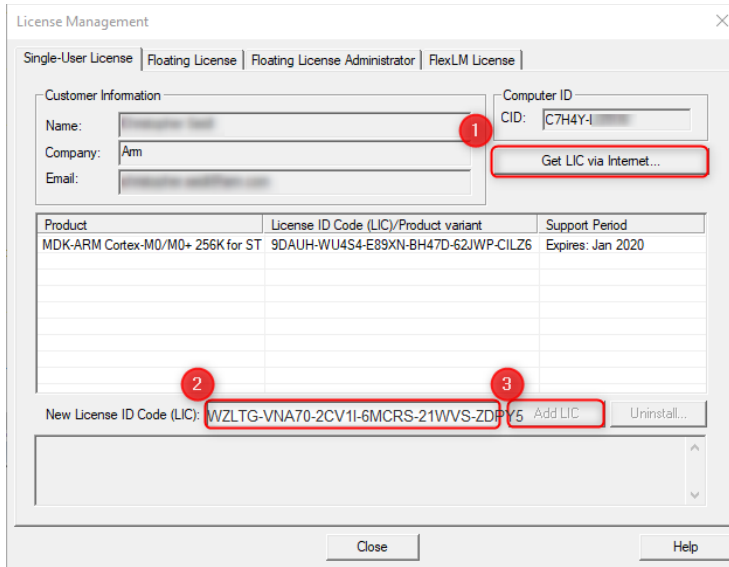 License Management
Single-User License Floating License Floating License Administrator FlexLM License
Customer Information
Computer ID
Name:
CID: C7H4Y-
1
Company: Arm
Get LIC via Internet...
Email:
Product License ID Code (LIC)/Product variant Support Period
MDK-ARM Cortex-M0/M0+ 256K for ST 9DAUH-WU4S4-E89XN-BH47D-62JWP-CILZ6 Expires: Jan 2020
2 3
New License ID Code (LIC): WZLTG-VNA70-2CV1I-6MCRS-21WVS-ZDPY5 Add LIC Uninstall...
Close Help